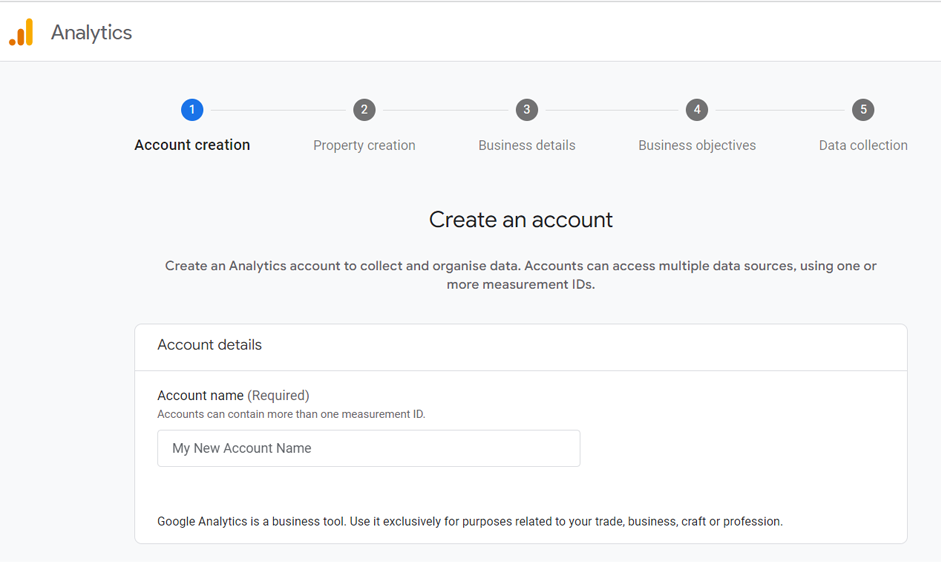 Analytics
1 2 3 4 5
Account creation Property creation Business details Business objectives Data collection
Create an account
Create an Analytics account to collect and organise data. Accounts can access multiple data sources, using one or
more measurement IDs.
Account details
Account name (Required)
Accounts can contain more than one measurement ID.
My New Account Name
Google Analytics is a business tool. Use it exclusively for purposes related to your trade, business, craft or profession.